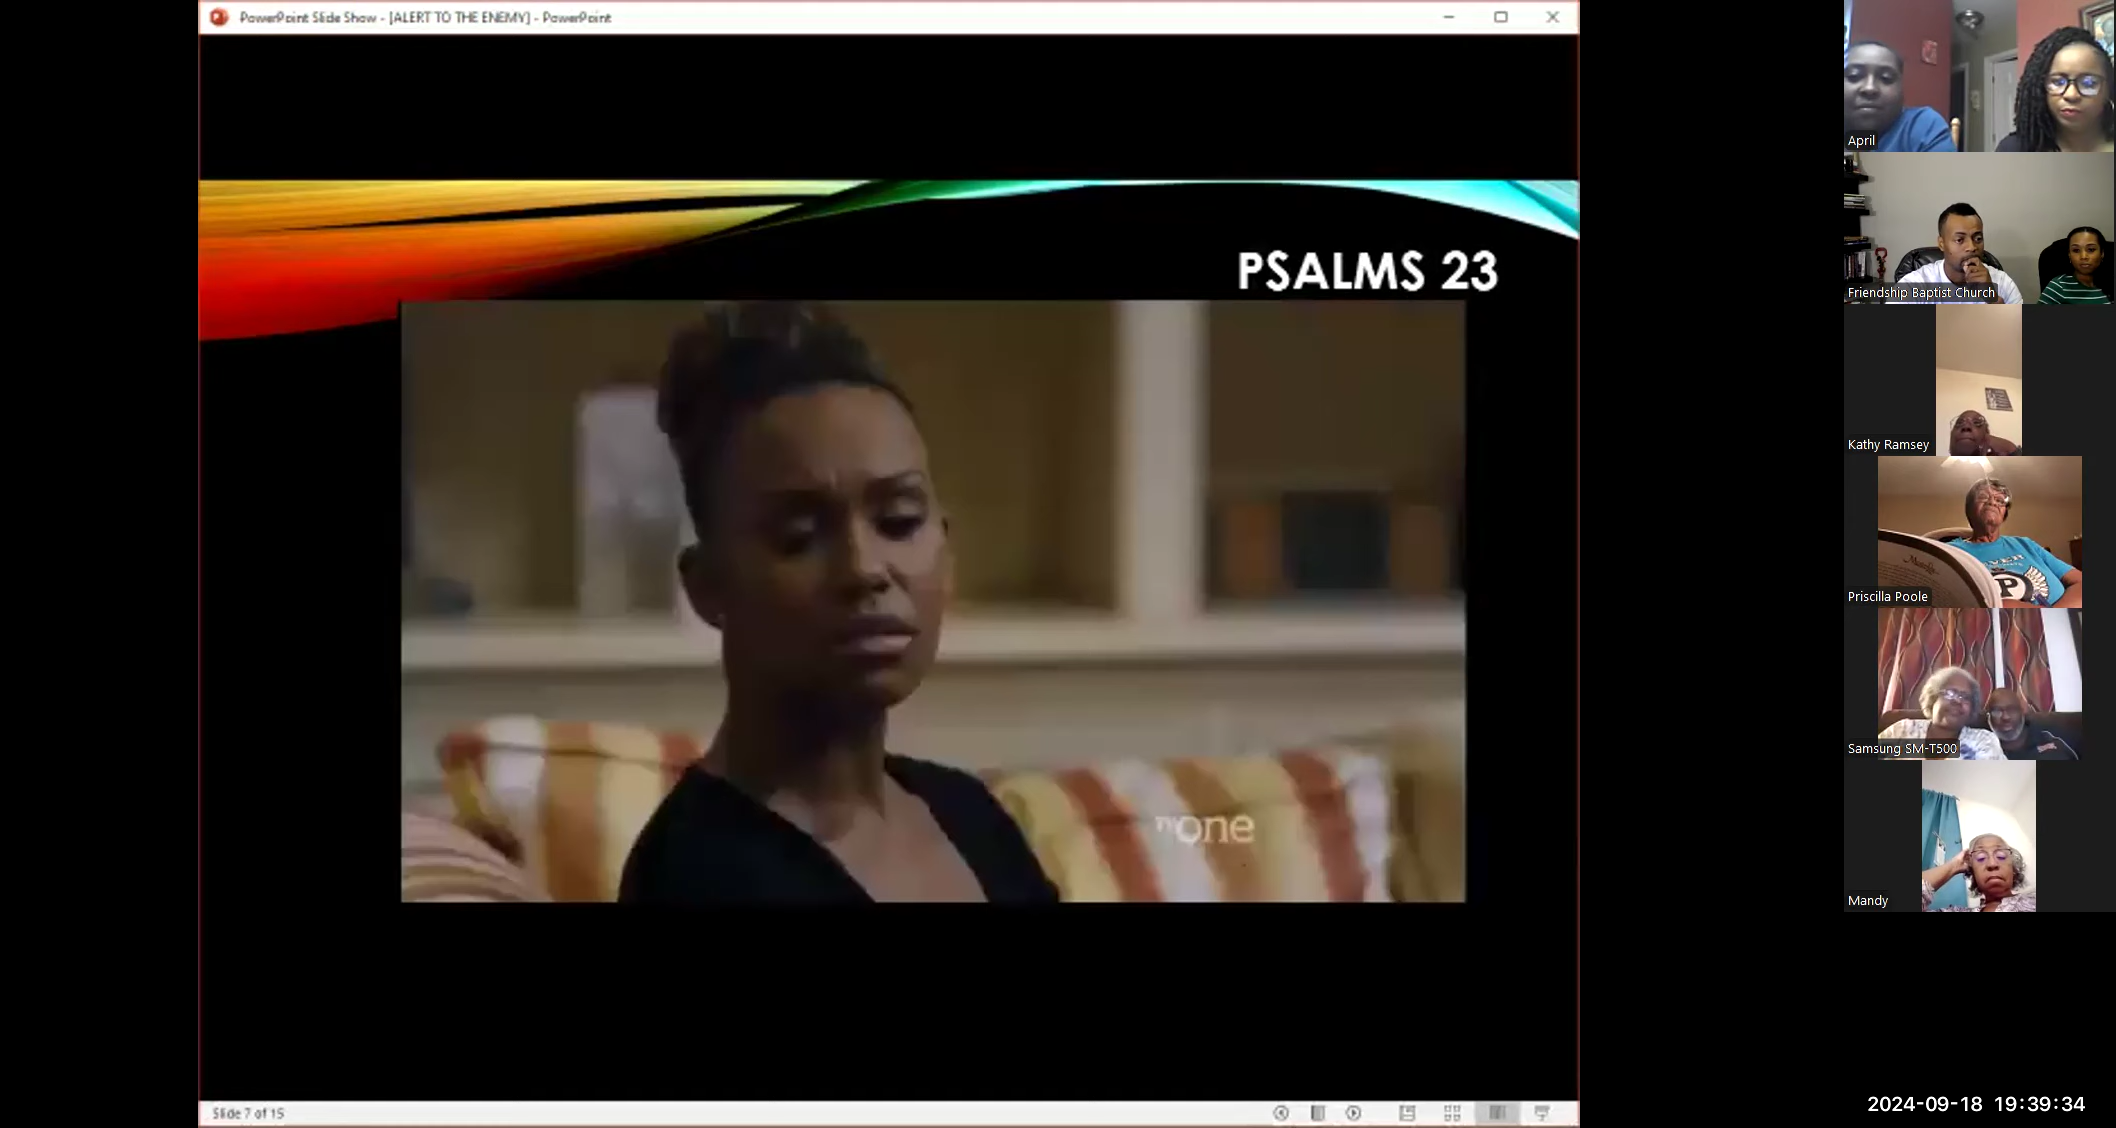 PowerPoint Slide Show - [ALERT TO THE ENEMY] - PowerPoint
PSALMS 23
tvone
Slide 7 of 15
April
Friendship Baptist Church
Kathy Ramsey
Priscilla Poole
P
Samsung SM-T500
Mandy
2024-09-18 19:39:34